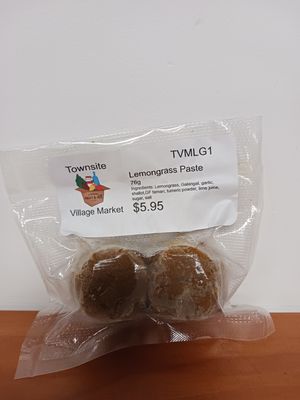 Townsite
TVMLG1
Lemongrass Paste
76g
Ingredients: Lemongrass, Galangal, garlic,
shallot, GF tamari, tumeric powder, lime juice,
sugar, salt
Village Market
$5.95